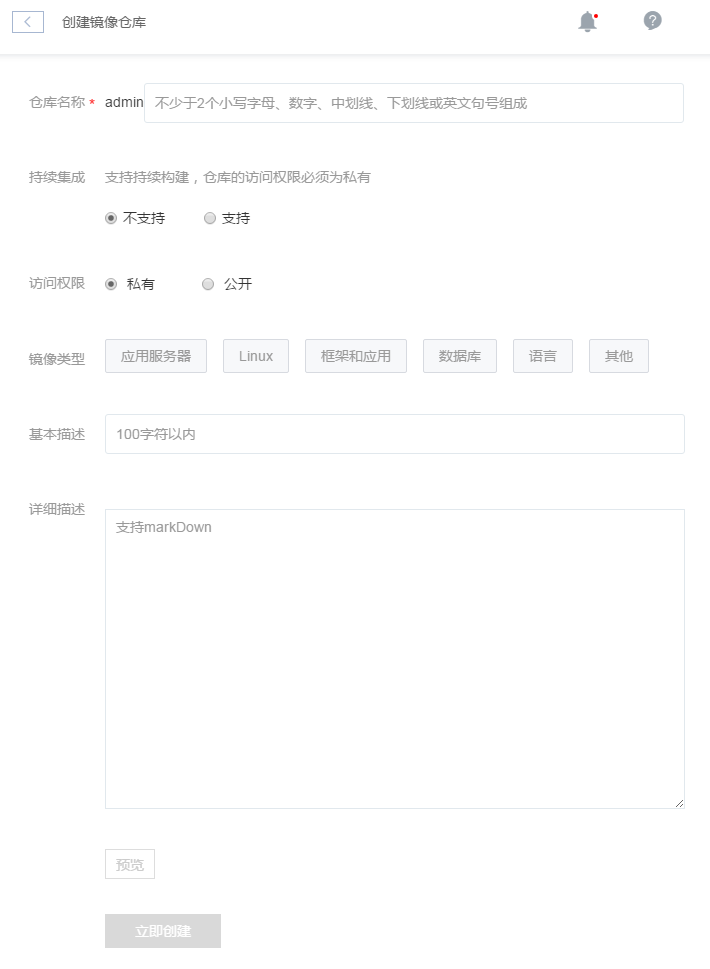 创建镜像仓库
仓库名称 * admin 不少于2个小写字母、数字、中划线、下划线或英文句号组成
持续集成 支持持续构建，仓库的访问权限必须为私有
不支持 支持
访问权限 私有 公开
镜像类型 应用服务器 Linux 框架和应用 数据库 语言 其他
基本描述 100字符以内
详细描述
支持markDown
预览
立即创建